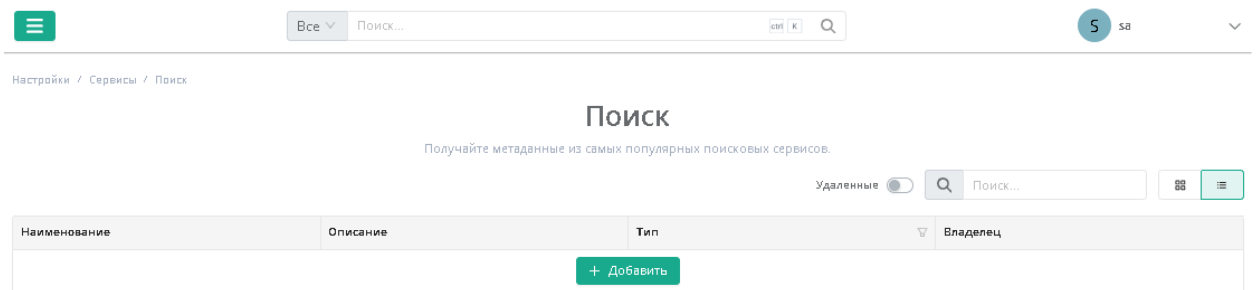 Все Поиск... ctrl K S sa
Настройки / Сервисы / Поиск
Поиск
Получайте метаданные из самых популярных поисковых сервисов.
Удаленные Поиск...
Наименование Описание Тип Владелец
+ Добавить